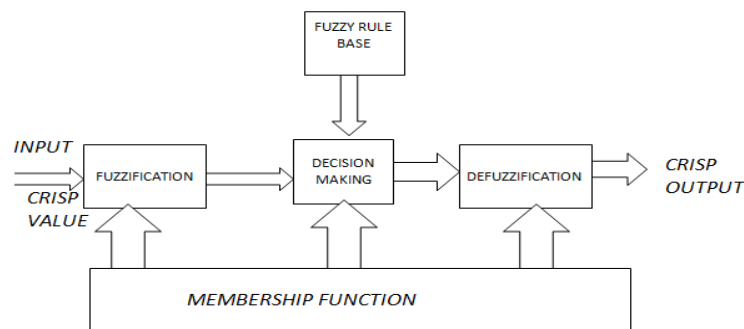 FUZZY RULE
BASE
INPUT
CRISP
VALUE
FUZZIFICATION
DECISION
MAKING
DEFUZZIFICATION
CRISP
OUTPUT
MEMBERSHIP FUNCTION